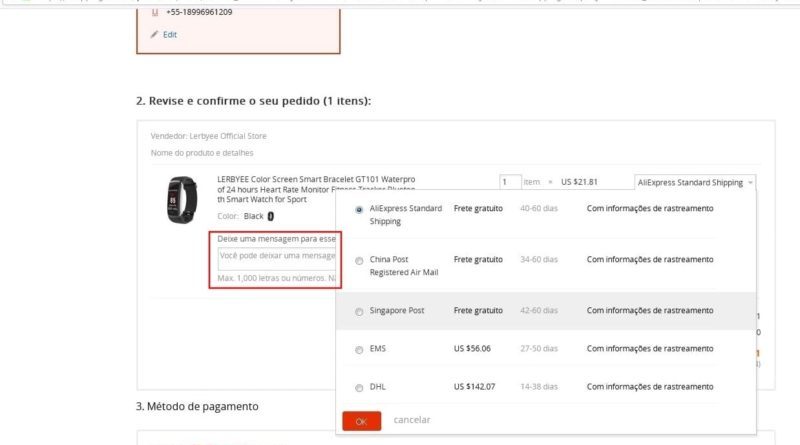 +55-18996961209
Edit
2. Revise e confirme o seu pedido (1 itens):
Vendedor: Lerbyee Official Store
Nome do produto e detalhes
LERBYEE Color Screen Smart Bracelet GT101 Waterpro
of 24 hours Heart Rate Monitor Fitness Tracker Bluetoo
th Smart Watch for Sport
1 item × US $21.81 AliExpress Standard Shipping
Color: Black
Deixe uma mensagem para esse
Você pode deixar uma mensage
Max. 1,000 letras ou números.
AliExpress Standard
Shipping
Frete gratuito 40-60 dias Com informações de rastreamento
China Post
Registered Air Mail
Frete gratuito 34-60 dias Com informações de rastreamento
Singapore Post Frete gratuito 42-60 dias Com informações de rastreamento
EMS US $56.06 27-50 dias Com informações de rastreamento
DHL US $142.07 14-38 dias Com informações de rastreamento
OK cancelar
3. Método de pagamento